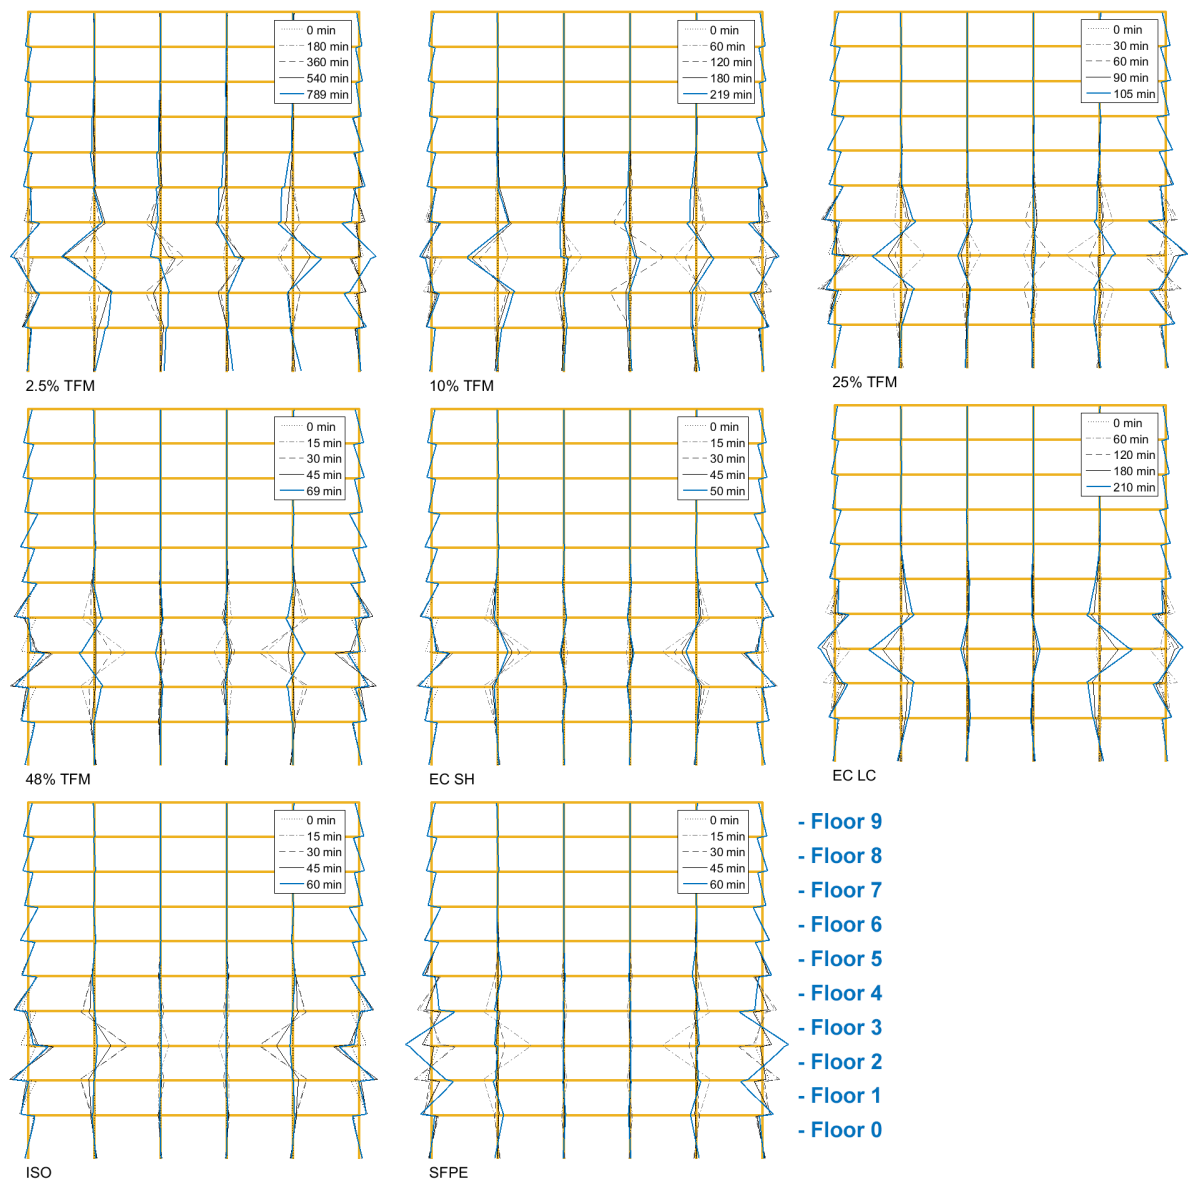 0 min
180 min
360 min
540 min
789 min
2.5% TFM
0 min
60 min
120 min
180 min
219 min
10% TFM
0 min
30 min
60 min
90 min
105 min
25% TFM
0 min
15 min
30 min
45 min
69 min
48% TFM
0 min
15 min
30 min
45 min
50 min
EC SH
0 min
60 min
120 min
180 min
210 min
EC LC
0 min
15 min
30 min
45 min
60 min
ISO
0 min
15 min
30 min
45 min
60 min
SFPE
- Floor 9
- Floor 8
- Floor 7
- Floor 6
- Floor 5
- Floor 4
- Floor 3
- Floor 2
- Floor 1
- Floor 0